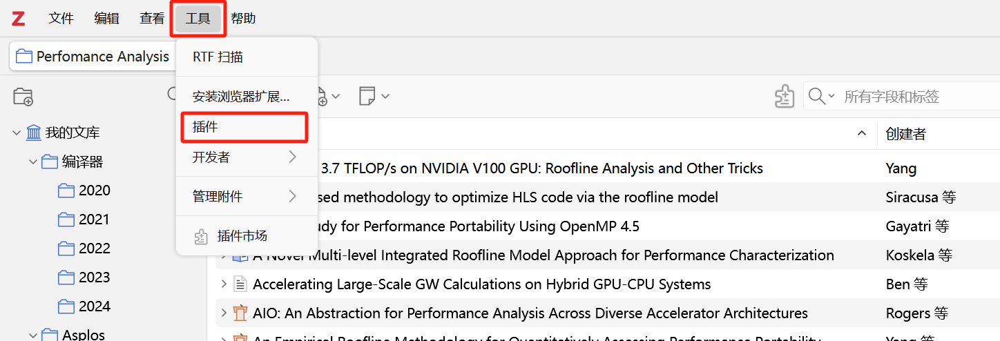 Z 文件 编辑 查看 工具 帮助
Perfomance Analysis
RTF 扫描
安装浏览器扩展...
所有字段和标签
插件
我的文库
创建者
开发者
编译器
3.7 TFLOP/s on NVIDIA V100 GPU: Roofline Analysis and Other Tricks Yang
2020
管理附件
sed methodology to optimize HLS code via the roofline model Siracusa 等
2021
udy for Performance Portability Using OpenMP 4.5 Gayatri 等
插件市场
2022
A Novel Multi-level Integrated Roofline Model Approach for Performance Characterization Koskela 等
2023
Accelerating Large-Scale GW Calculations on Hybrid GPU-CPU Systems Ben 等
2024
AIO: An Abstraction for Performance Analysis Across Diverse Accelerator Architectures Rogers 等
Asplos
An Empirical Roofline Methodology for Quantitatively Assessing Performance Portability Yang 等